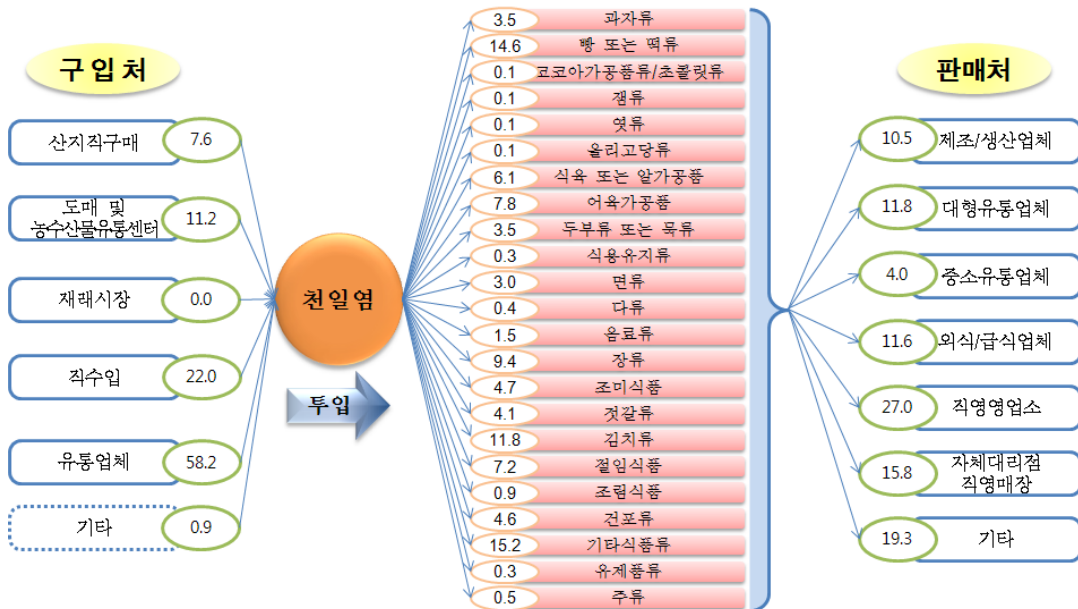 구입처
산지직구매 7.6
도매 및
농수산물유통센터 11.2
재래시장 0.0
직수입 22.0
유통업체 58.2
기타 0.9
천일염
투입
3.5 과자류
14.6 빵 또는 떡류
0.1 코코아가공품류/초콜릿류
0.1 잼류
0.1 엿류
0.1 올리고당류
6.1 식육 또는 알가공품
7.8 어육가공품
3.5 두부류 또는 묵류
0.3 식용유지류
3.0 면류
0.4 다류
1.5 음료류
9.4 장류
4.7 조미식품
4.1 젓갈류
11.8 김치류
7.2 절임식품
0.9 조림식품
4.6 건포류
15.2 기타식품류
0.3 유제품류
0.5 주류
판매처
10.5 제조/생산업체
11.8 대형유통업체
4.0 중소유통업체
11.6 외식/급식업체
27.0 직영영업소
15.8 자체대리점
직영매장
19.3 기타